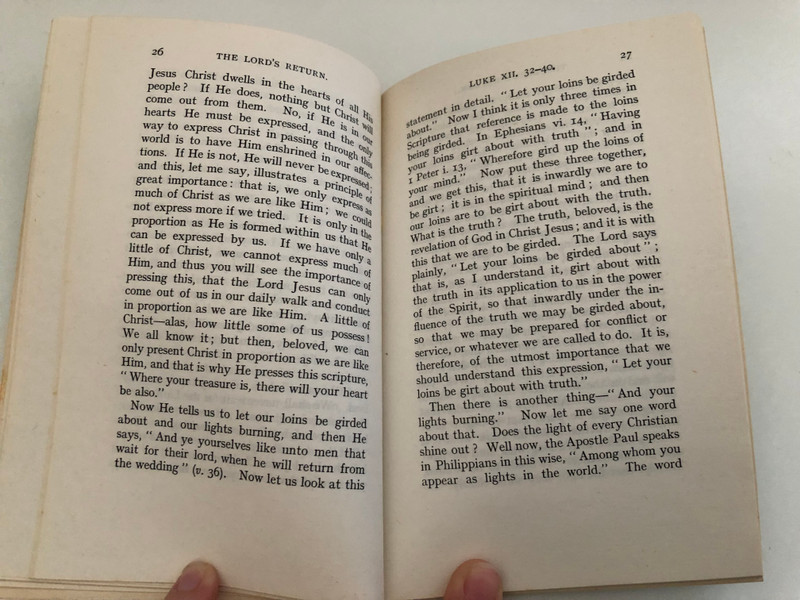 26
THE LORD'S RETURN.
Jesus Christ dwells in the hearts of all His
people? If He does, nothing but Christ will
come out from them. No, if He is in our
hearts He must be expressed, and the only
way to express Christ in passing through this
world is to have Him enshrined in our affec-
tions. If He is not, He will never be expressed;
and this, let me say, illustrates a principle of
great importance: that is, we only express as
much of Christ as we are like Him; we could
not express more if we tried. It is only in the
proportion as He is formed within us that He
can be expressed by us. If we have only a
little of Christ, we cannot express much of
Him, and thus you will see the importance of
pressing this, that the Lord Jesus can only
come out of us in our daily walk and conduct
in proportion as we are like Him. A little of
Christ—alas, how little some of us possess!
We all know it; but then, beloved, we can
only present Christ in proportion as we are like
Him, and that is why He presses this scripture,
"Where your treasure is, there will your heart
be also."
Now He tells us to let our loins be girded
about and our lights burning, and then He
says, "And ye yourselves like unto men that
wait for their lord, when he will return from
the wedding" (v. 36). Now let us look at this
LUKE XII. 32–40.
27
statement in detail. "Let your loins be girded
about." Now I think it is only three times in
Scripture that reference is made to the loins
being girded. In Ephesians vi. 14, "Having
your loins girt about with truth"; and in
1 Peter i. 13, "Wherefore gird up the loins of
your mind." Now put these three together,
and we get this, that it is inwardly we are to
be girt; it is in the spiritual mind; and then
our loins are to be girt about with the truth.
What is the truth? The truth, beloved, is the
revelation of God in Christ Jesus; and it is with
this that we are to be girded. The Lord says
plainly, "Let your loins be girded about";
that is, as I understand it, girt about with
the truth in its application to us in the power
of the Spirit, so that inwardly under the in-
fluence of the truth we may be girded about,
so that we may be prepared for conflict or
service, or whatever we are called to do. It is,
therefore, of the utmost importance that we
should understand this expression, "Let your
loins be girt about with truth."
Then there is another thing—"And your
lights burning." Now let me say one word
about that. Does the light of every Christian
shine out? Well now, the Apostle Paul speaks
in Philippians in this wise, "Among whom you
appear as lights in the world." The word